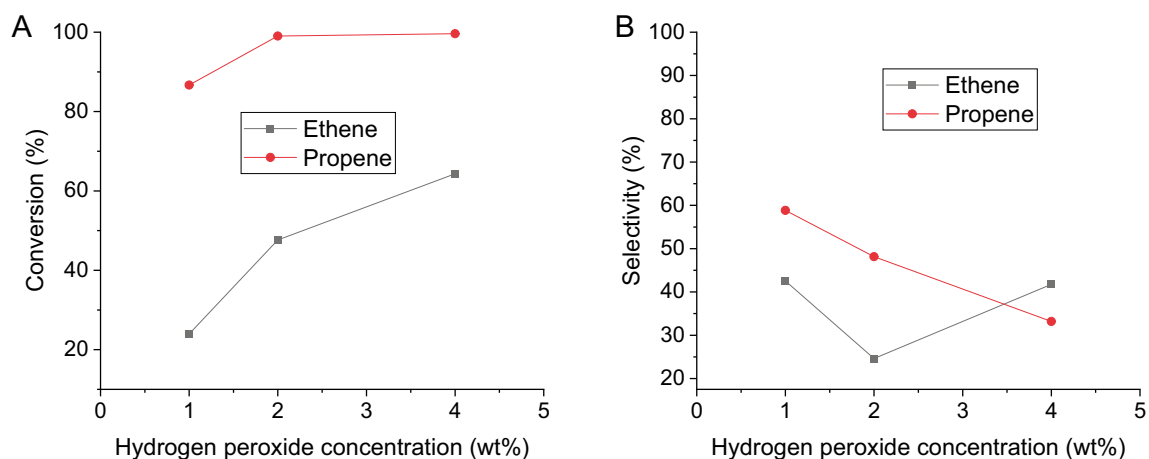 A
100
80
60
40
20
Conversion (%)
Ethene
Propene
0
1
2
3
4
5
Hydrogen peroxide concentration (wt%)
B
100
90
80
70
60
50
40
30
20
Selectivity (%)
Ethene
Propene
0
1
2
3
4
5
Hydrogen peroxide concentration (wt%)